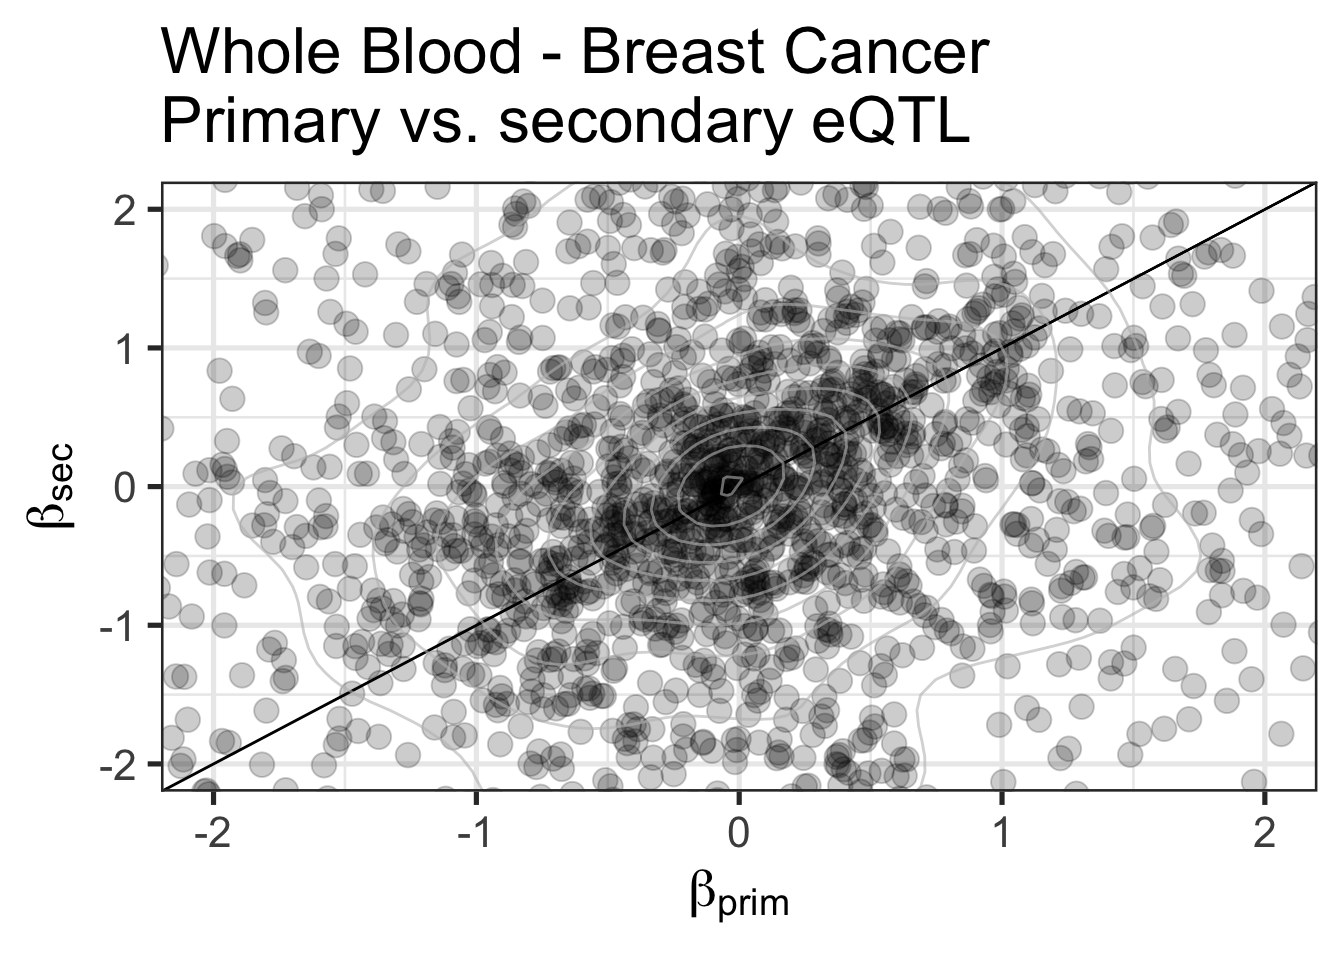 Whole Blood - Breast Cancer
Primary vs. secondary eQTL
2
1
0
-1
-2
βsec
-2 -1 0 1 2
βprim